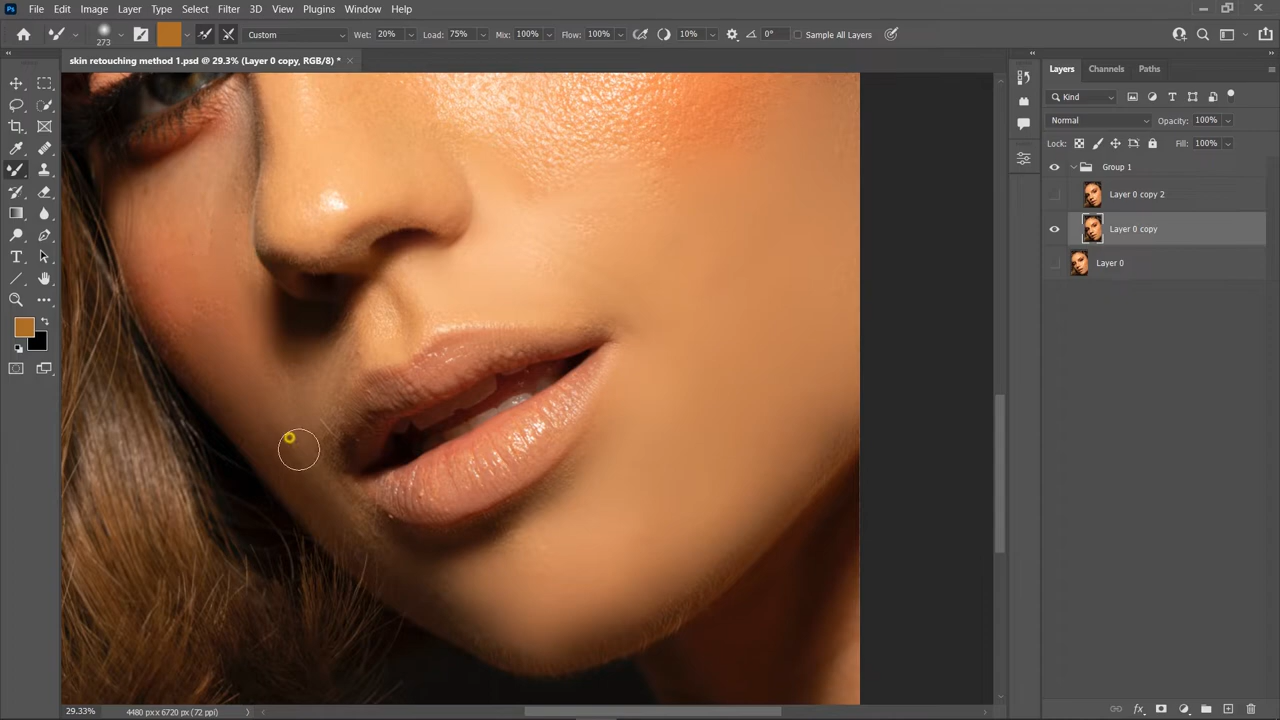 Ps File Edit Image Layer Type Select Filter 3D View Plugins Window Help
273 Custom Wet: 20% Load: 75% Mix: 100% Flow: 100% 10% 0° Sample All Layers
skin retouching method 1.psd @ 29.3% (Layer 0 copy, RGB/8) *
Layers Channels Paths
Kind
Normal Opacity: 100%
Lock: Fill: 100%
Group 1
Layer 0 copy 2
Layer 0 copy
Layer 0
29.33% 4480 px x 6720 px (72 ppi)